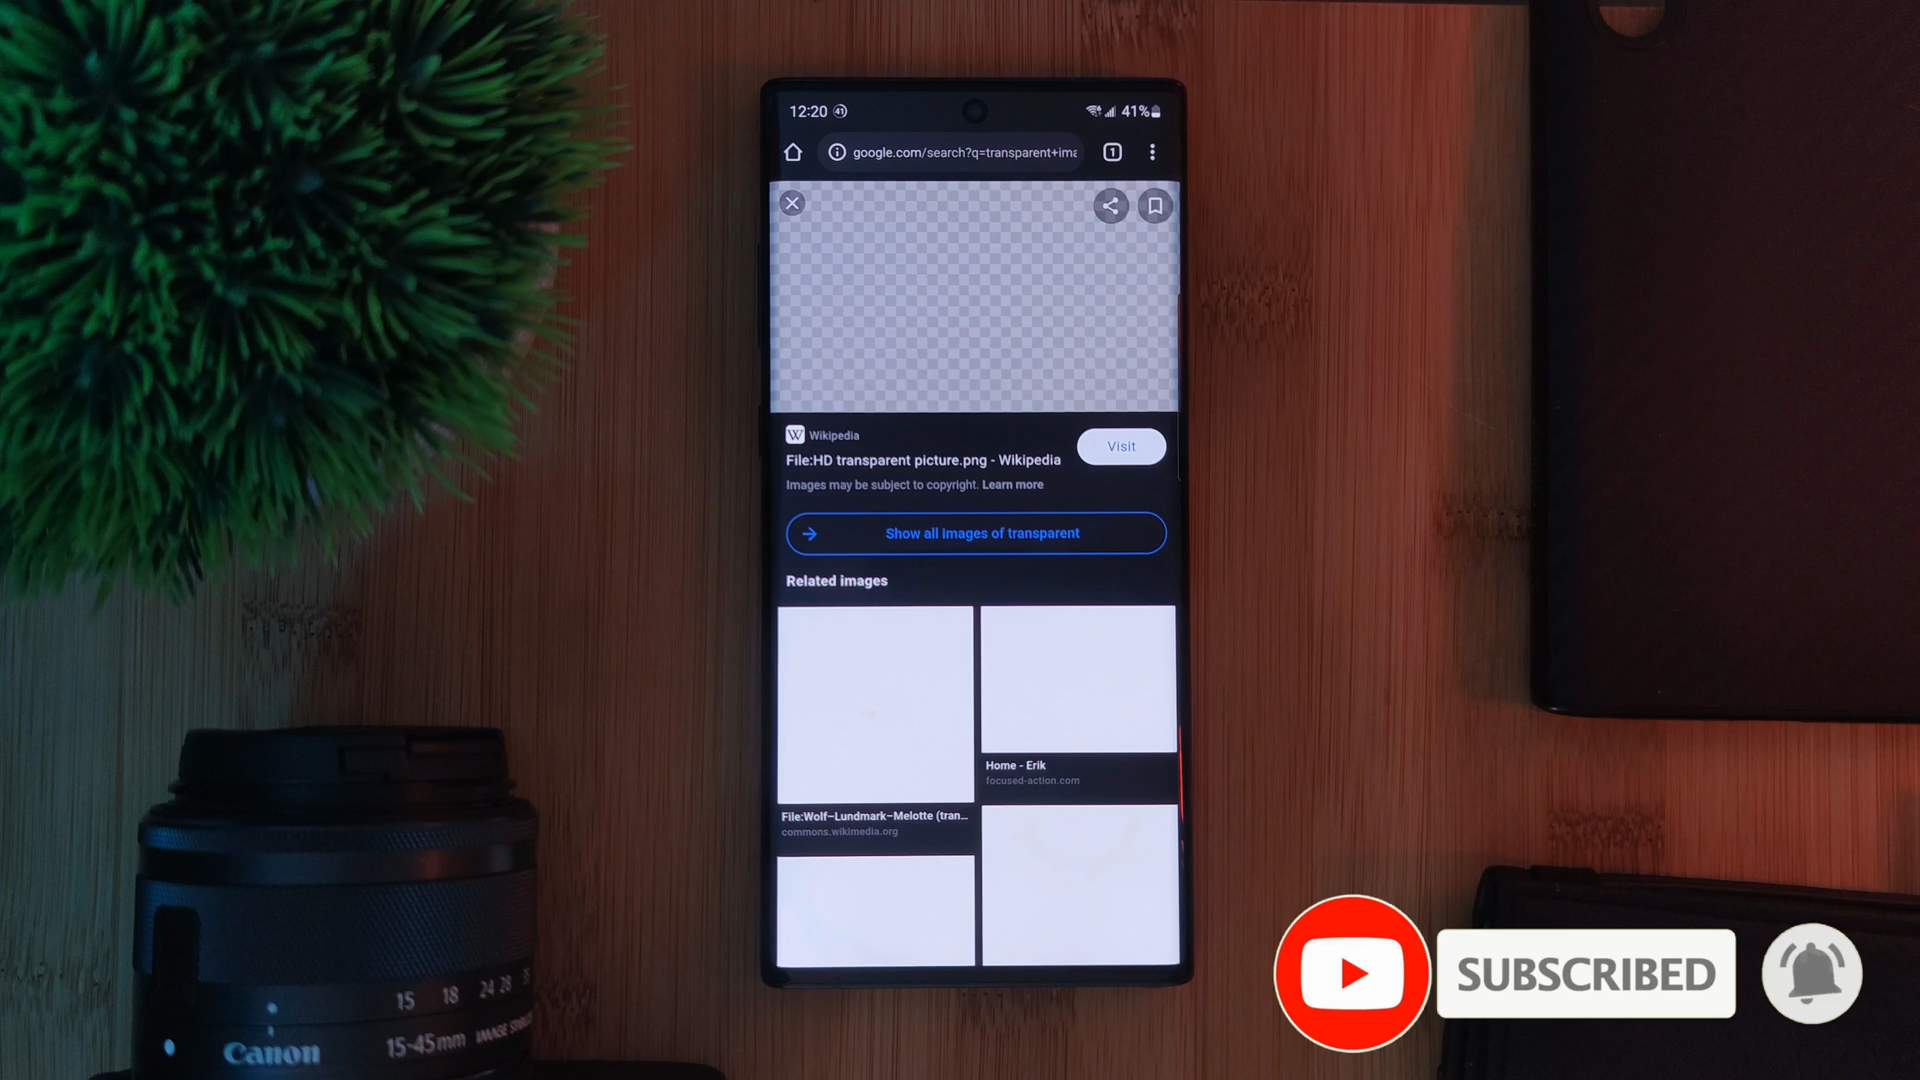 12:20 41 41%
google.com/search?q=transparent+ima
1
W Wikipedia
Visit
File:HD transparent picture.png - Wikipedia
Images may be subject to copyright. Learn more
Show all images of transparent
Related images
Home - Erik
focused-action.com
File:Wolf–Lundmark–Melotte (tran...
commons.wikimedia.org
15 18 24 28
Canon 15-45mm IMAGE
SUBSCRIBED